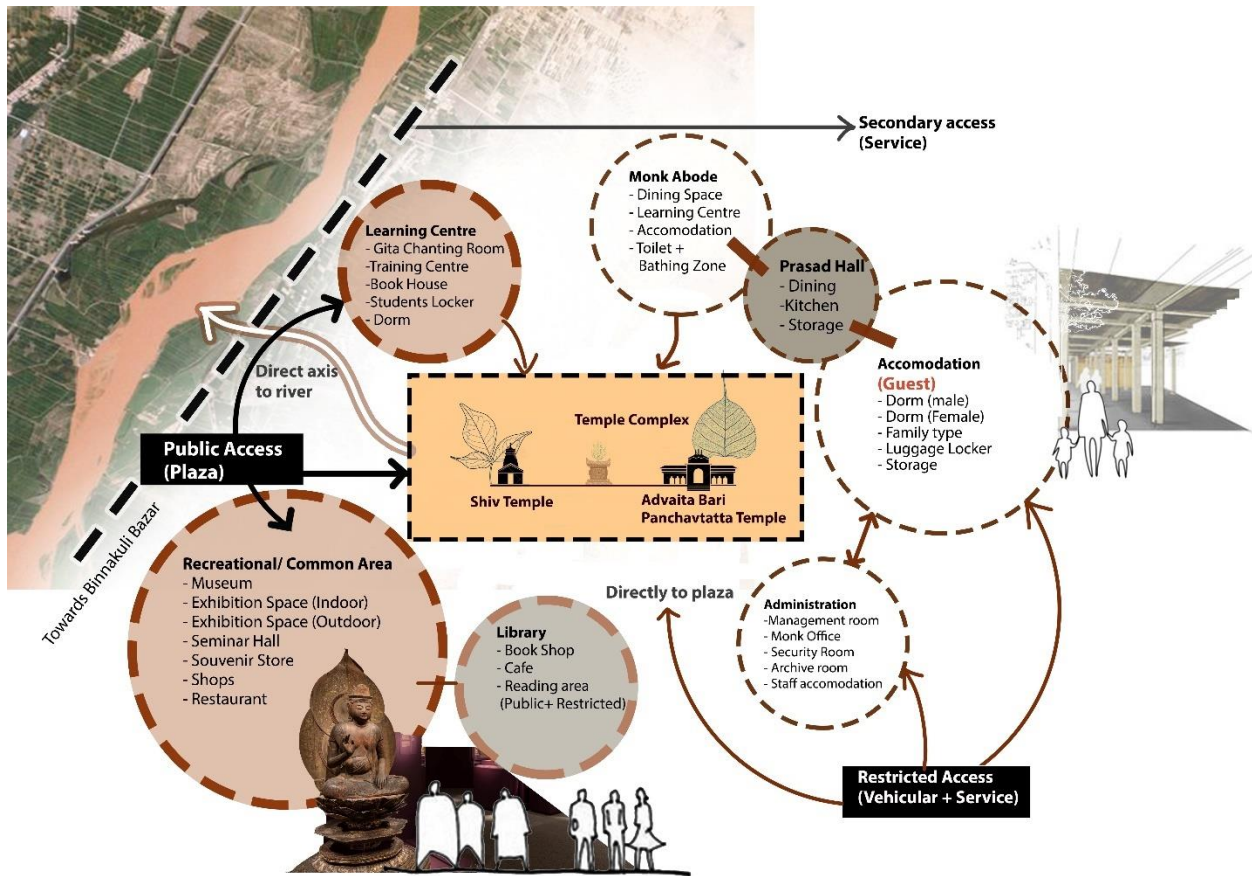 Secondary access
(Service)
Monk Abode
- Dining Space
- Learning Centre
- Accomodation
- Toilet +
Bathing Zone
Learning Centre
- Gita Chanting Room
-Training Centre
-Book House
-Students Locker
- Dorm
Prasad Hall
- Dining
-Kitchen
- Storage
Accomodation
(Guest)
- Dorm (male)
- Dorm (Female)
- Family type
- Luggage Locker
- Storage
Direct axis
to river
Public Access
(Plaza)
Temple Complex
Shiv Temple
Advaita Bari
Panchavtatta Temple
Towards Binnakuli Bazar
Recreational/ Common Area
- Museum
- Exhibition Space (Indoor)
- Exhibition Space (Outdoor)
- Seminar Hall
- Souvenir Store
- Shops
- Restaurant
Library
- Book Shop
- Cafe
- Reading area
(Public+ Restricted)
Directly to plaza
Administration
-Management room
- Monk Office
- Security Room
- Archive room
- Staff accomodation
Restricted Access
(Vehicular + Service)